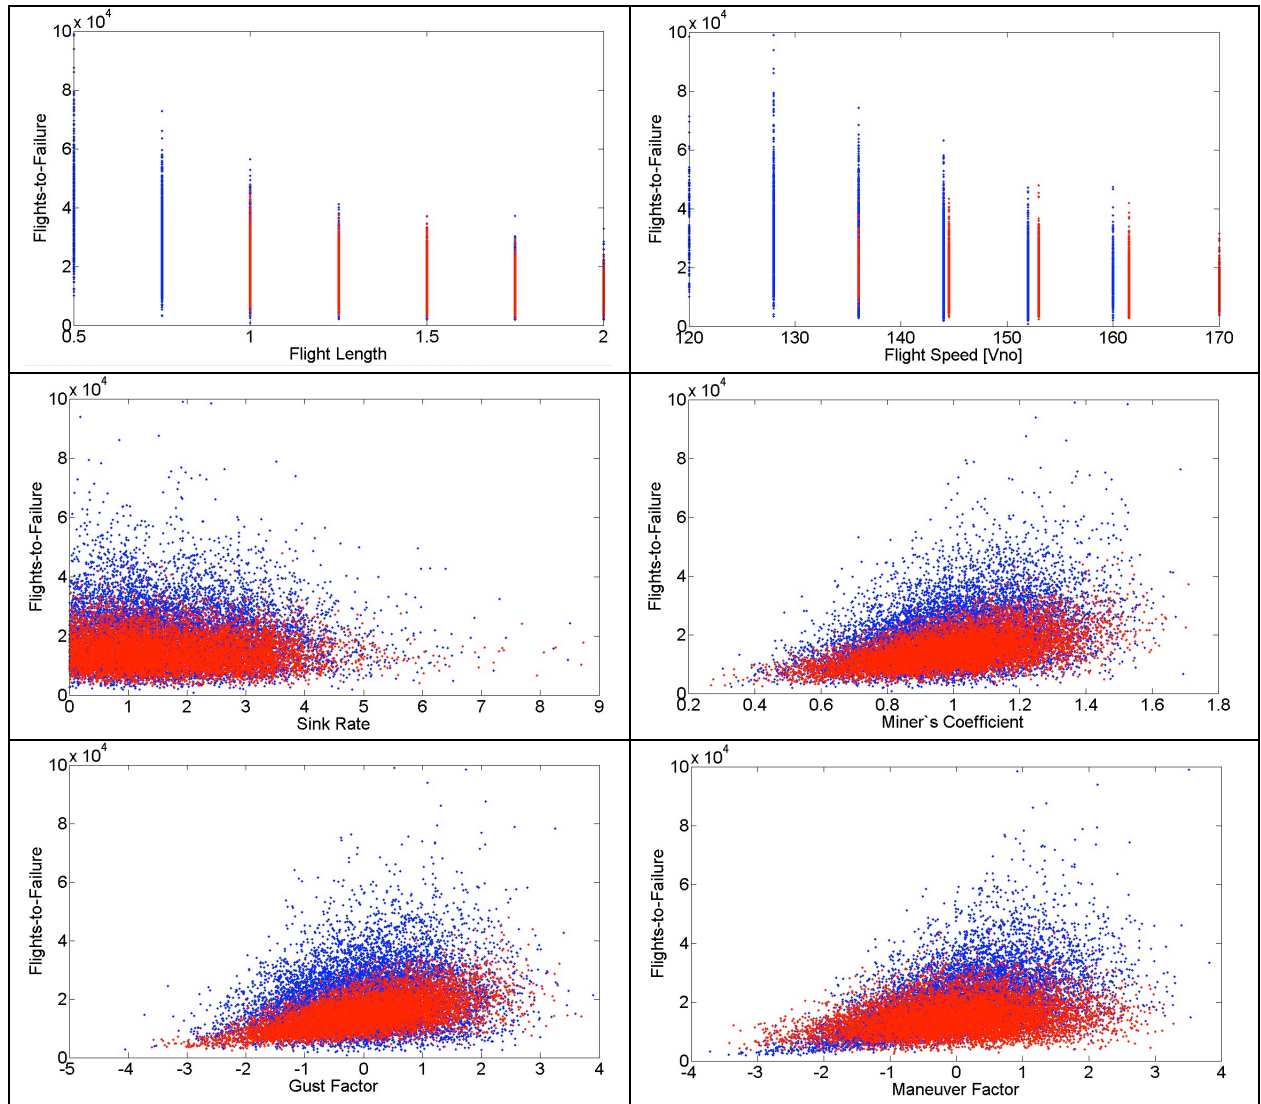 10 x 10^4
8
6
4
2
0
0.5 1 1.5 2
Flights-to-Failure
Flight Length
10 x 10^4
8
6
4
2
0
120 130 140 150 160 170
Flights-to-Failure
Flight Speed [Vno]
10 x 10^4
8
6
4
2
0
0 1 2 3 4 5 6 7 8 9
Flights-to-Failure
Sink Rate
10 x 10^4
8
6
4
2
0
0.2 0.4 0.6 0.8 1.0 1.2 1.4 1.6 1.8
Flights-to-Failure
Miner`s Coefficient
10 x 10^4
8
6
4
2
0
-5 -4 -3 -2 -1 0 1 2 3 4
Flights-to-Failure
Gust Factor
10 x 10^4
8
6
4
2
0
-4 -3 -2 -1 0 1 2 3 4
Flights-to-Failure
Maneuver Factor